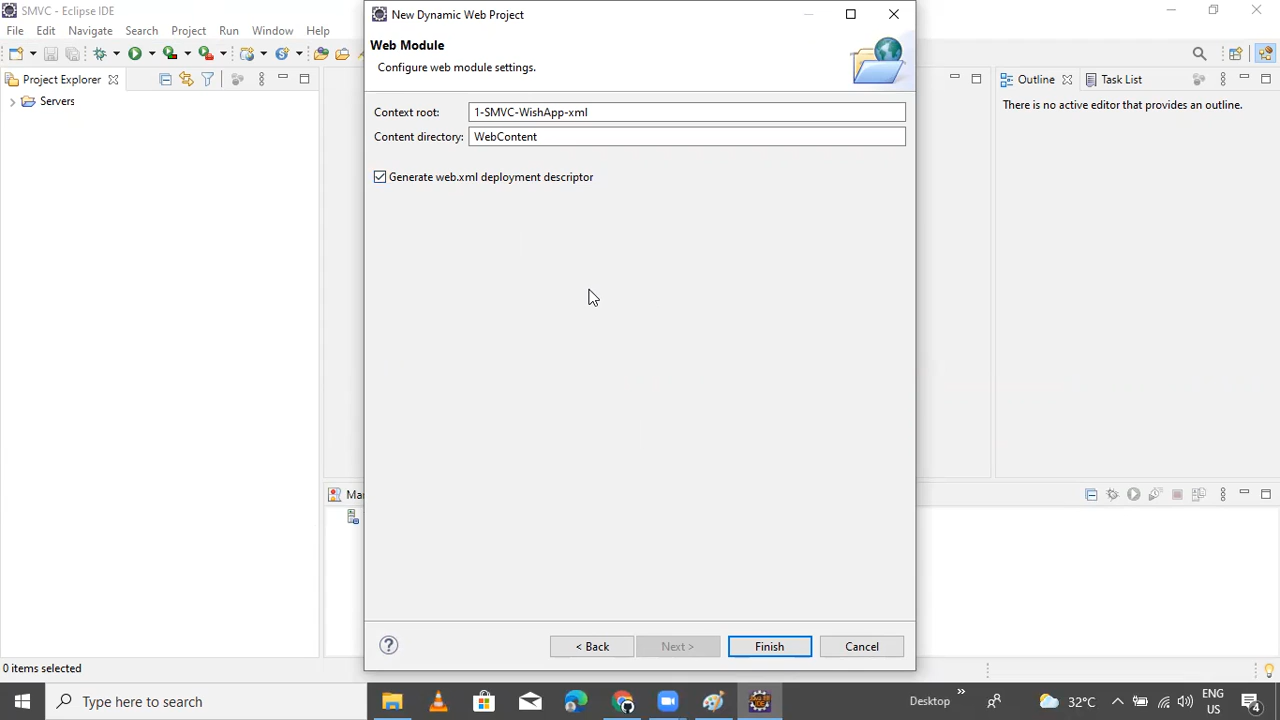 SMVC - Eclipse IDE
File Edit Navigate Search Project Run Window Help
Project Explorer
Servers
New Dynamic Web Project
Web Module
Configure web module settings.
Context root: 1-SMVC-WishApp-xml
Content directory: WebContent
Generate web.xml deployment descriptor
< Back Next > Finish Cancel
Outline Task List
There is no active editor that provides an outline.
Mar
0 items selected
Type here to search
Desktop
32°C
ENG
US
4